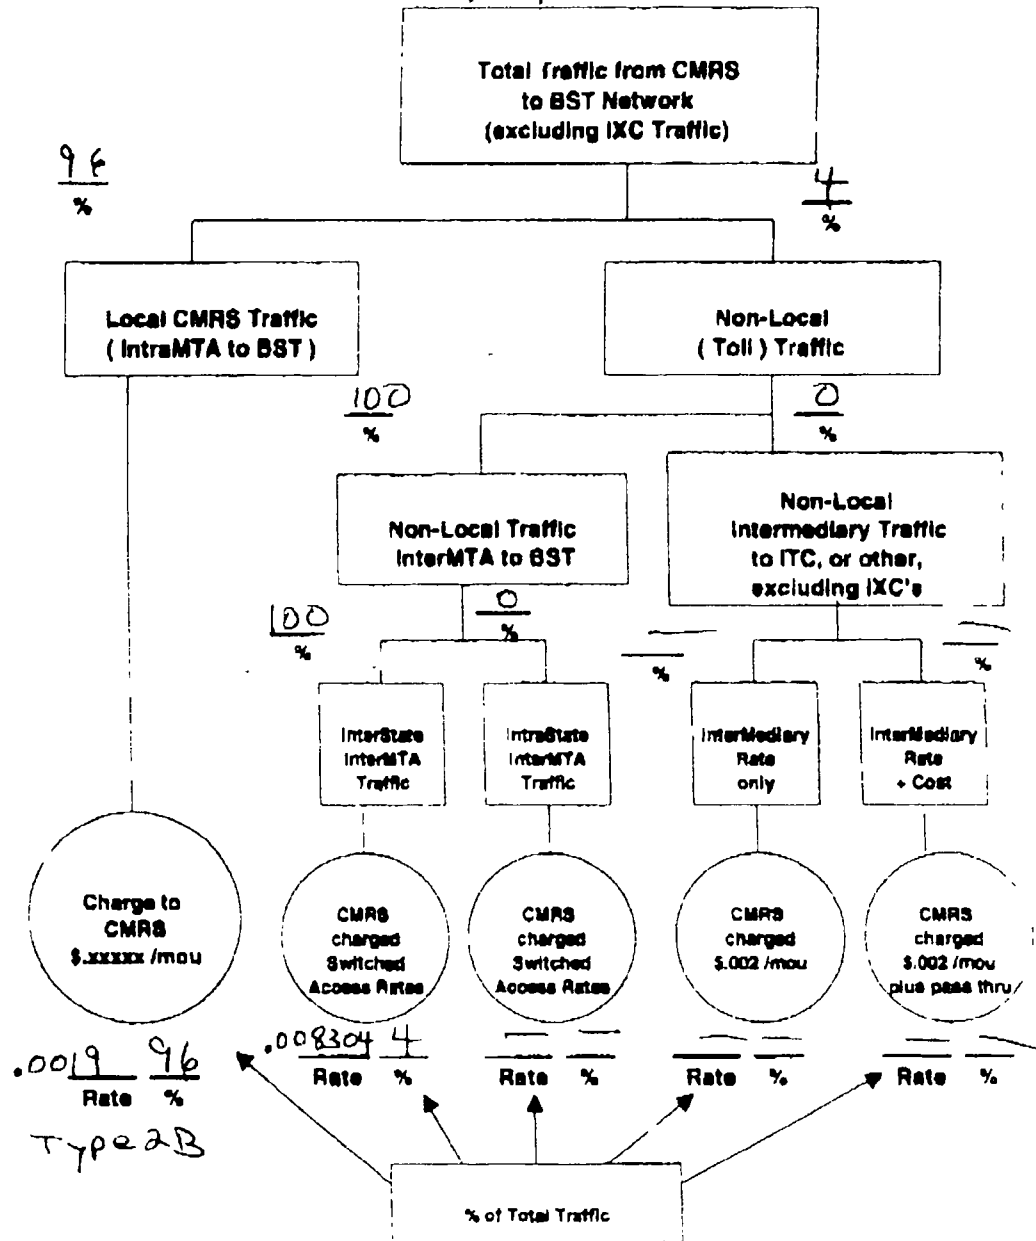 Total Traffic from CMRS
to BST Network
(excluding IXC Traffic)
96
%
4
%
Local CMRS Traffic
( IntraMTA to BST )
Non-Local
( Toll ) Traffic
100
%
0
%
Non-Local Traffic
InterMTA to BST
Non-Local
Intermediary Traffic
to ITC, or other,
excluding IXC's
100
%
0
%
—
%
—
%
InterState
InterMTA
Traffic
IntraState
InterMTA
Traffic
InterMediary
Rate
only
InterMediary
Rate
+ Cost
Charge to
CMRS
$.xxxxx /mou
CMRS
charged
Switched
Access Rates
CMRS
charged
Switched
Access Rates
CMRS
charged
$.002 /mou
CMRS
charged
$.002 /mou
plus pass thru
.0019 96
Rate %
Type 2B
.008304 4
Rate %
— —
Rate %
— —
Rate %
— —
Rate %
% of Total Traffic